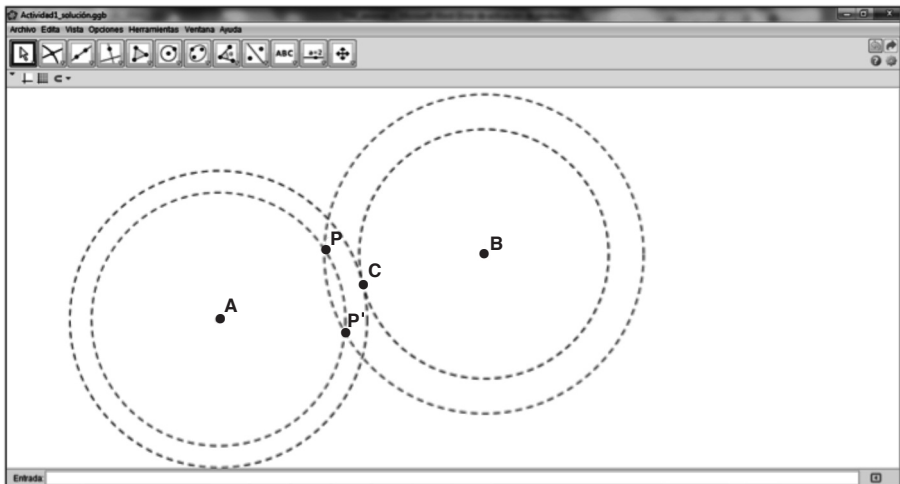 Actividad1_solución.ggb
Archivo Edita Vista Opciones Herramientas Ventana Ayuda
ABC
a=2
B
P
C
A
P'
Entrada: